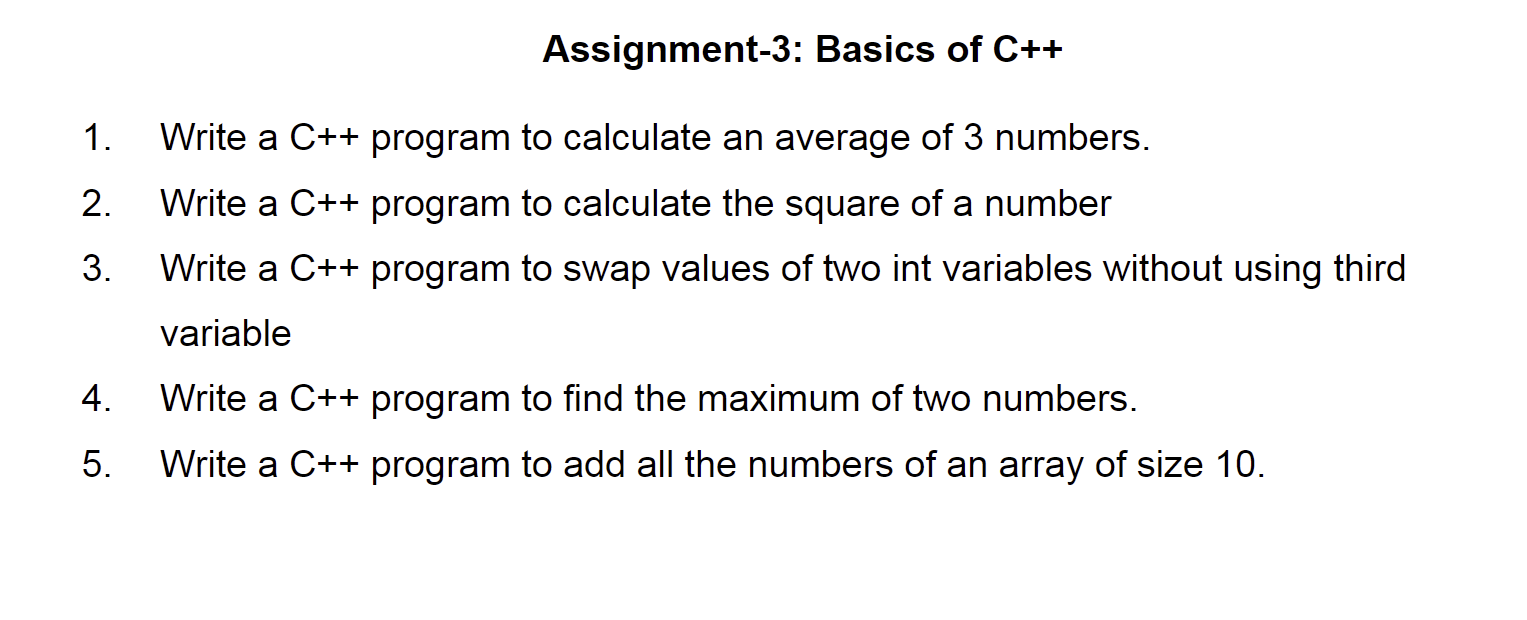 Assignment-3: Basics of C++
1. Write a C++ program to calculate an average of 3 numbers.
2. Write a C++ program to calculate the square of a number
3. Write a C++ program to swap values of two int variables without using third
variable
4. Write a C++ program to find the maximum of two numbers.
5. Write a C++ program to add all the numbers of an array of size 10.